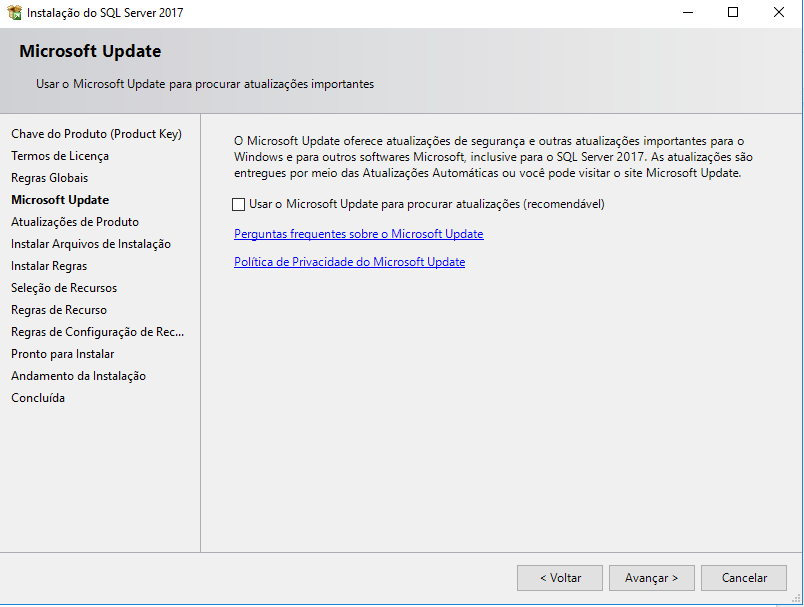 Instalação do SQL Server 2017
Microsoft Update
Usar o Microsoft Update para procurar atualizações importantes
Chave do Produto (Product Key)
Termos de Licença
Regras Globais
Microsoft Update
Atualizações de Produto
Instalar Arquivos de Instalação
Instalar Regras
Seleção de Recursos
Regras de Recurso
Regras de Configuração de Rec...
Pronto para Instalar
Andamento da Instalação
Concluída
O Microsoft Update oferece atualizações de segurança e outras atualizações importantes para o
Windows e para outros softwares Microsoft, inclusive para o SQL Server 2017. As atualizações são
entregues por meio das Atualizações Automáticas ou você pode visitar o site Microsoft Update.
Usar o Microsoft Update para procurar atualizações (recomendável)
Perguntas frequentes sobre o Microsoft Update
Política de Privacidade do Microsoft Update
< Voltar
Avançar >
Cancelar